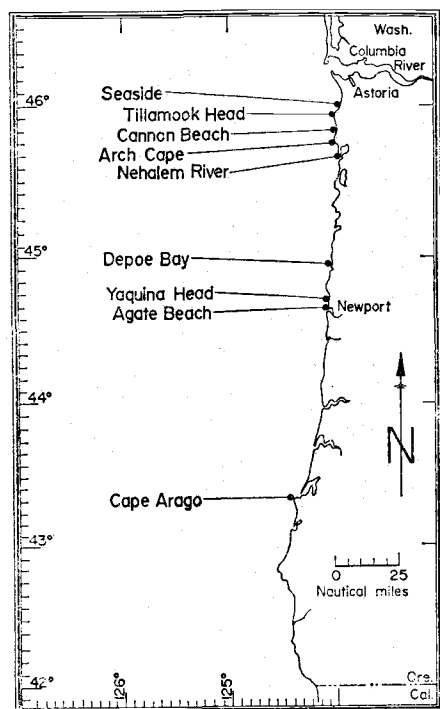 Wash.
Columbia
River
Astoria
46°
Seaside
Tillamook Head
Cannon Beach
Arch Cape
Nehalem River
45°
Depoe Bay
Yaquina Head
Agate Beach
Newport
44°
N
Cape Arago
43°
0 25
Nautical miles
42°
126°
125°
Ore.
Cal.